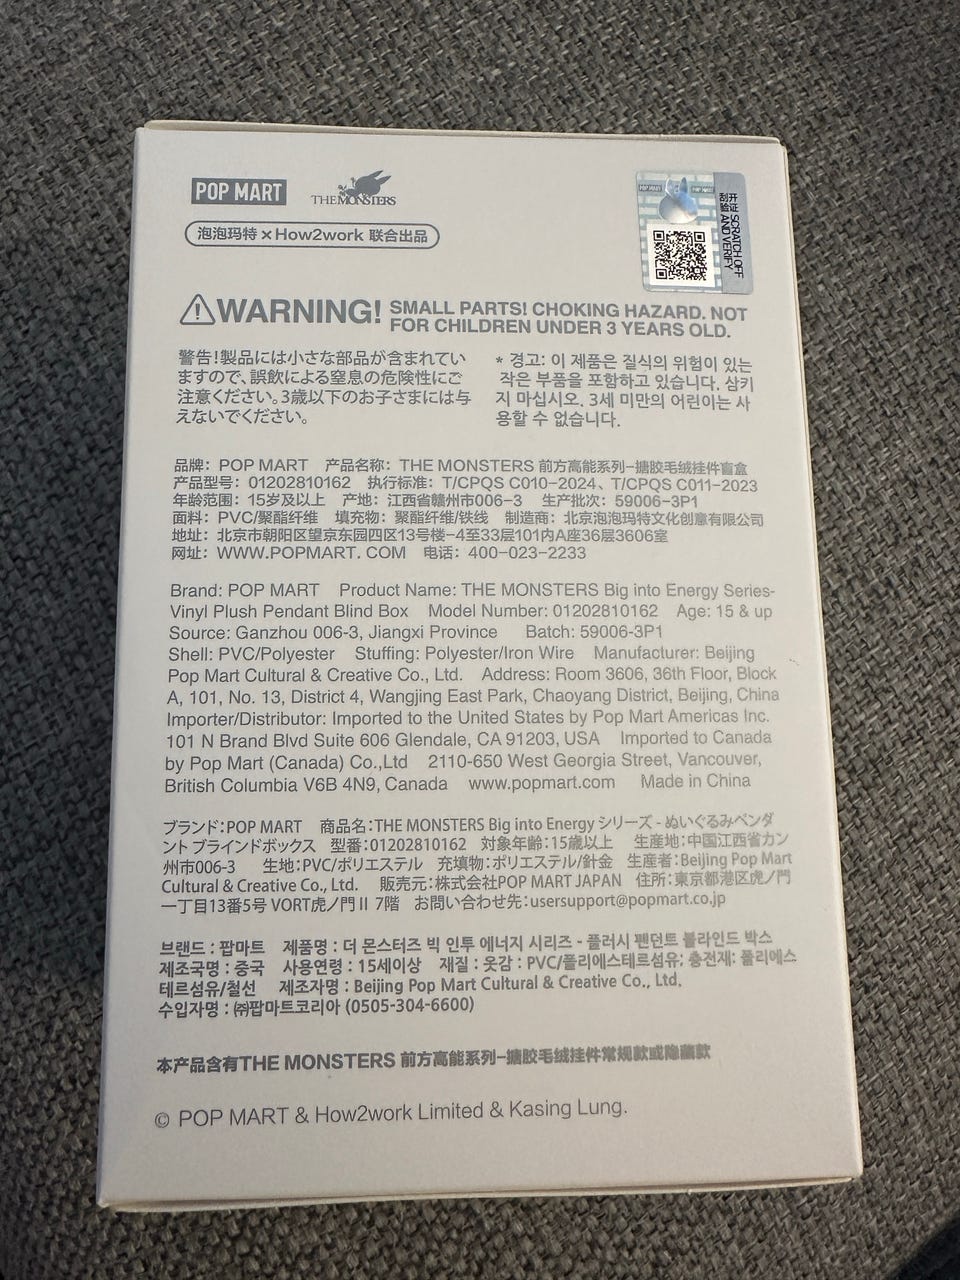 POP MART
THE MONSTERS
泡泡玛特×How2work 联合出品
POP MART
POP MART
开证 SCRATCH OFF
刮验 AND VERIFY
WARNING! SMALL PARTS! CHOKING HAZARD. NOT
FOR CHILDREN UNDER 3 YEARS OLD.
警告!製品には小さな部品が含まれてい
ますので、誤飲による窒息の危険性にご
注意ください。3歳以下のお子さまには与
えないでください。
* 경고: 이 제품은 질식의 위험이 있는
작은 부품을 포함하고 있습니다. 삼키
지 마십시오. 3세 미만의 어린이는 사
용할 수 없습니다.
品牌：POP MART 产品名称：THE MONSTERS 前方高能系列-搪胶毛绒挂件盲盒
产品型号：01202810162 执行标准：T/CPQS C010-2024、T/CPQS C011-2023
年龄范围：15岁及以上 产地：江西省赣州市006-3 生产批次：59006-3P1
面料：PVC/聚酯纤维 填充物：聚酯纤维/铁线 制造商：北京泡泡玛特文化创意有限公司
地址：北京市朝阳区望京东园四区13号楼-4至33层101内A座36层3606室
网址：WWW.POPMART.COM 电话：400-023-2233
Brand: POP MART Product Name: THE MONSTERS Big into Energy Series-
Vinyl Plush Pendant Blind Box Model Number: 01202810162 Age: 15 & up
Source: Ganzhou 006-3, Jiangxi Province Batch: 59006-3P1
Shell: PVC/Polyester Stuffing: Polyester/Iron Wire Manufacturer: Beijing
Pop Mart Cultural & Creative Co., Ltd. Address: Room 3606, 36th Floor, Block
A, 101, No. 13, District 4, Wangjing East Park, Chaoyang District, Beijing, China
Importer/Distributor: Imported to the United States by Pop Mart Americas Inc.
101 N Brand Blvd Suite 606 Glendale, CA 91203, USA Imported to Canada
by Pop Mart (Canada) Co.,Ltd 2110-650 West Georgia Street, Vancouver,
British Columbia V6B 4N9, Canada www.popmart.com Made in China
ブランド：POP MART 商品名：THE MONSTERS Big into Energy シリーズ - ぬいぐるみペンダ
ント ブラインドボックス 型番：01202810162 対象年齢：15歳以上 生産地：中国江西省カン
州市006-3 生地：PVC/ポリエステル 充填物：ポリエステル/針金 生産者：Beijing Pop Mart
Cultural & Creative Co., Ltd. 販売元：株式会社POP MART JAPAN 住所：東京都港区虎ノ門
一丁目13番5号 VORT虎ノ門 II 7階 お問い合わせ先：usersupport@popmart.co.jp
브랜드 : 팝마트 제품명 : 더 몬스터즈 빅 인투 에너지 시리즈 - 플러시 펜던트 블라인드 박스
제조국명 : 중국 사용연령 : 15세이상 재질 : 옷감 : PVC/폴리에스테르섬유; 충전재: 폴리에스
테르섬유/철선 제조자명 : Beijing Pop Mart Cultural & Creative Co., Ltd.
수입자명 : ㈜팝마트코리아 (0505-304-6600)
本产品含有THE MONSTERS 前方高能系列-搪胶毛绒挂件常规款或隐藏款
© POP MART & How2work Limited & Kasing Lung.